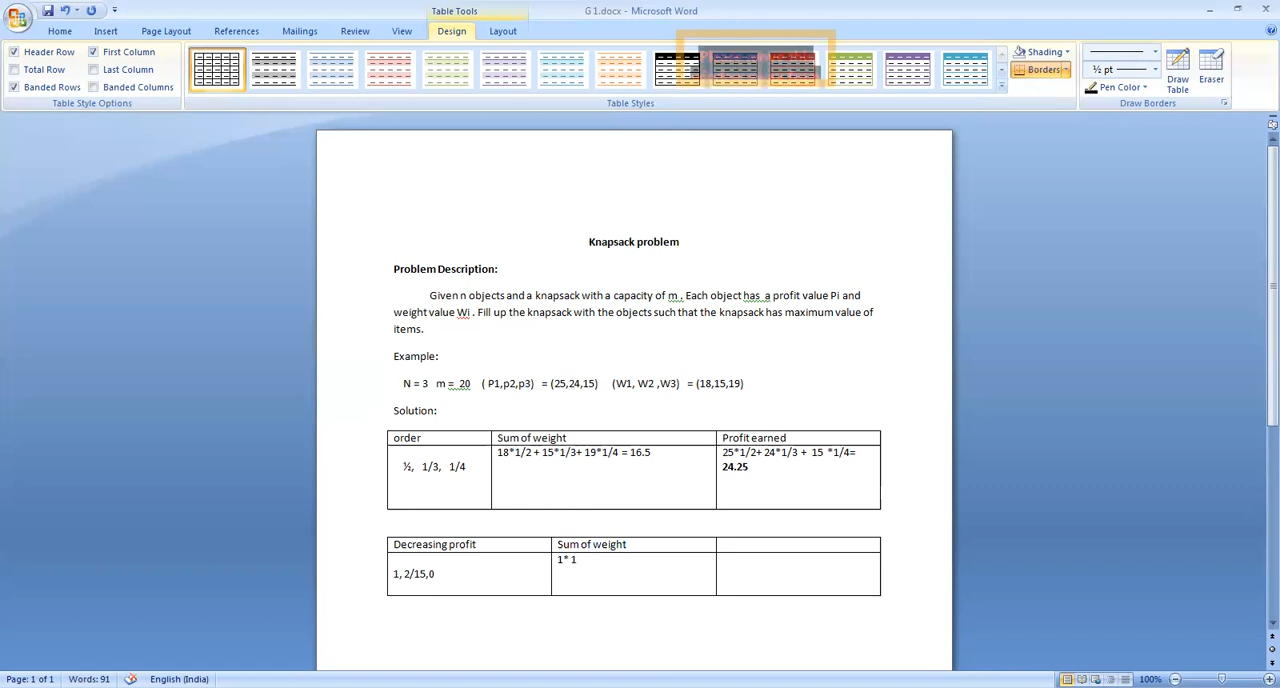 Table Tools
G 1.docx - Microsoft Word
Home Insert Page Layout References Mailings Review View Design Layout
Header Row First Column
Total Row Last Column
Banded Rows Banded Columns
Table Style Options
Table Styles
Shading
Borders
½ pt
Pen Color
Draw Table
Eraser
Draw Borders
Knapsack problem
Problem Description:
Given n objects and a knapsack with a capacity of m . Each object has a profit value Pi and
weight value Wi . Fill up the knapsack with the objects such that the knapsack has maximum value of
items.
Example:
N = 3 m = 20 ( P1,p2,p3) = (25,24,15) (W1, W2 ,W3) = (18,15,19)
Solution:
order Sum of weight Profit earned
18*1/2 + 15*1/3+ 19*1/4 = 16.5 25*1/2+ 24*1/3 + 15 *1/4=
½, 1/3, 1/4 24.25
Decreasing profit Sum of weight
1* 1
1, 2/15,0
Page: 1 of 1 Words: 91 English (India) 100%